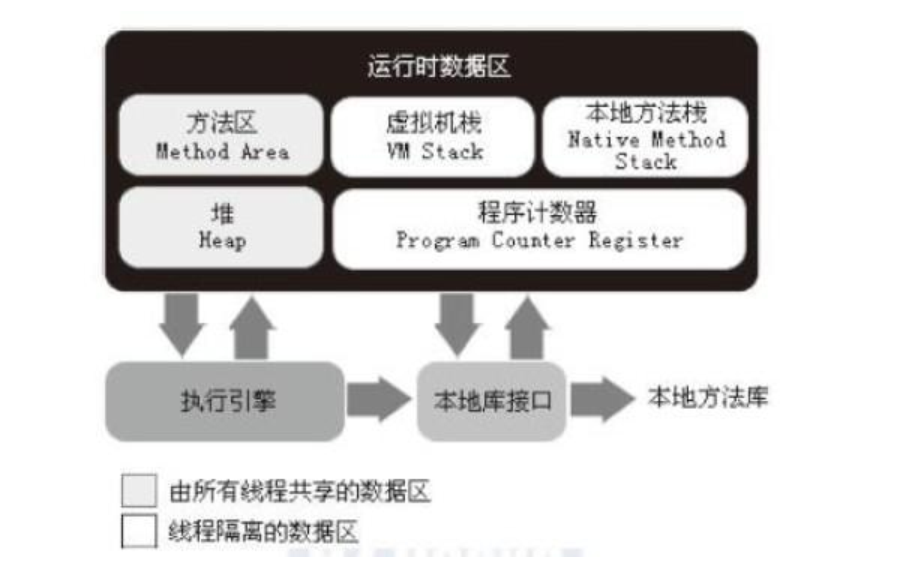 运行时数据区
方法区
Method Area
虚拟机栈
VM Stack
本地方法栈
Native Method
Stack
堆
Heap
程序计数器
Program Counter Register
执行引擎
本地库接口
本地方法库
由所有线程共享的数据区
线程隔离的数据区